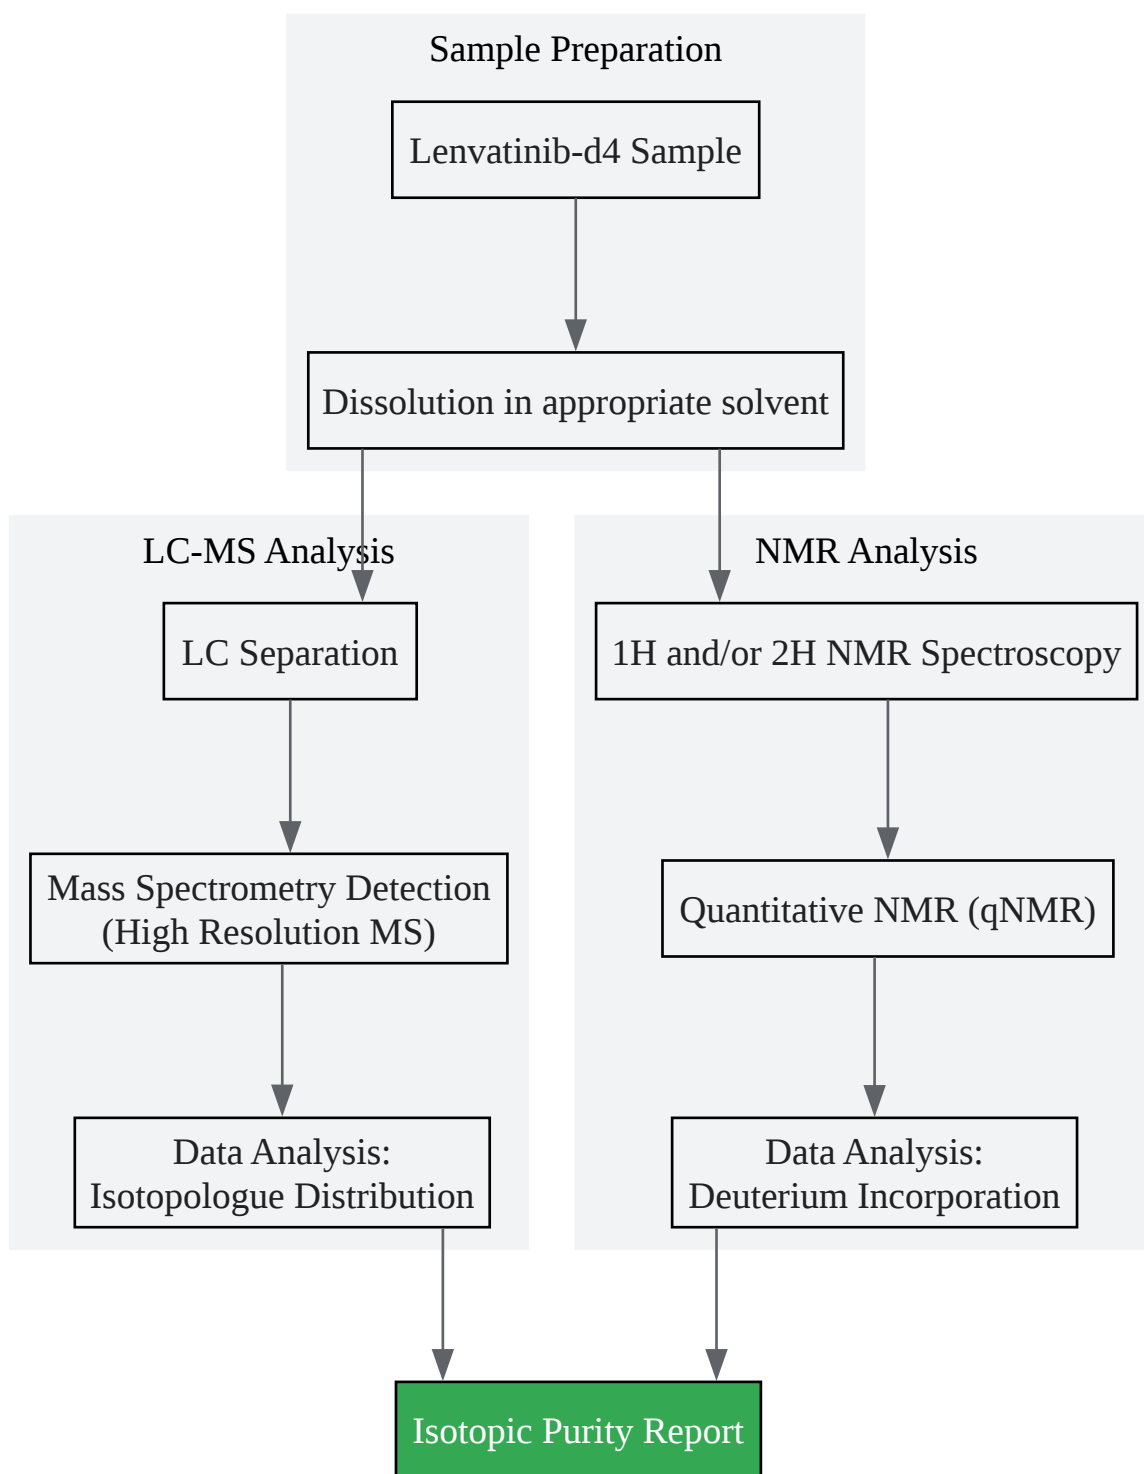 Sample Preparation
Lenvatinib-d4 Sample
Dissolution in appropriate solvent
LC-MS Analysis
LC Separation
Mass Spectrometry Detection
(High Resolution MS)
Data Analysis:
Isotopologue Distribution
NMR Analysis
1H and/or 2H NMR Spectroscopy
Quantitative NMR (qNMR)
Data Analysis:
Deuterium Incorporation
Isotopic Purity Report